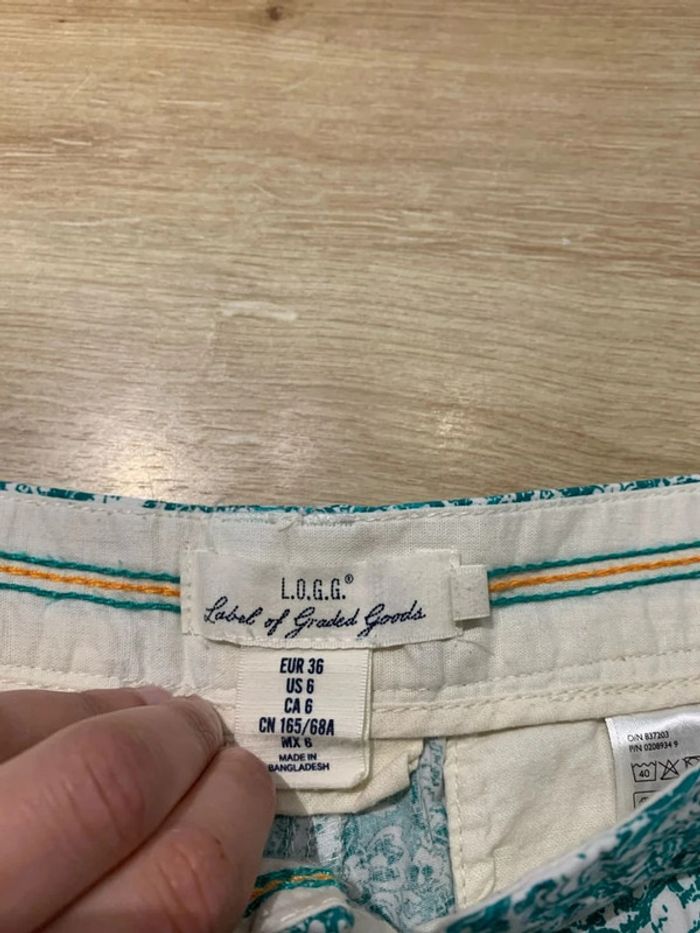 L.O.G.G.®
Label of Graded Goods
EUR 36
US 6
CA 6
CN 165/68A
MX 6
MADE IN
BANGLADESH
O/N 837203
P/N 0208934 9
40